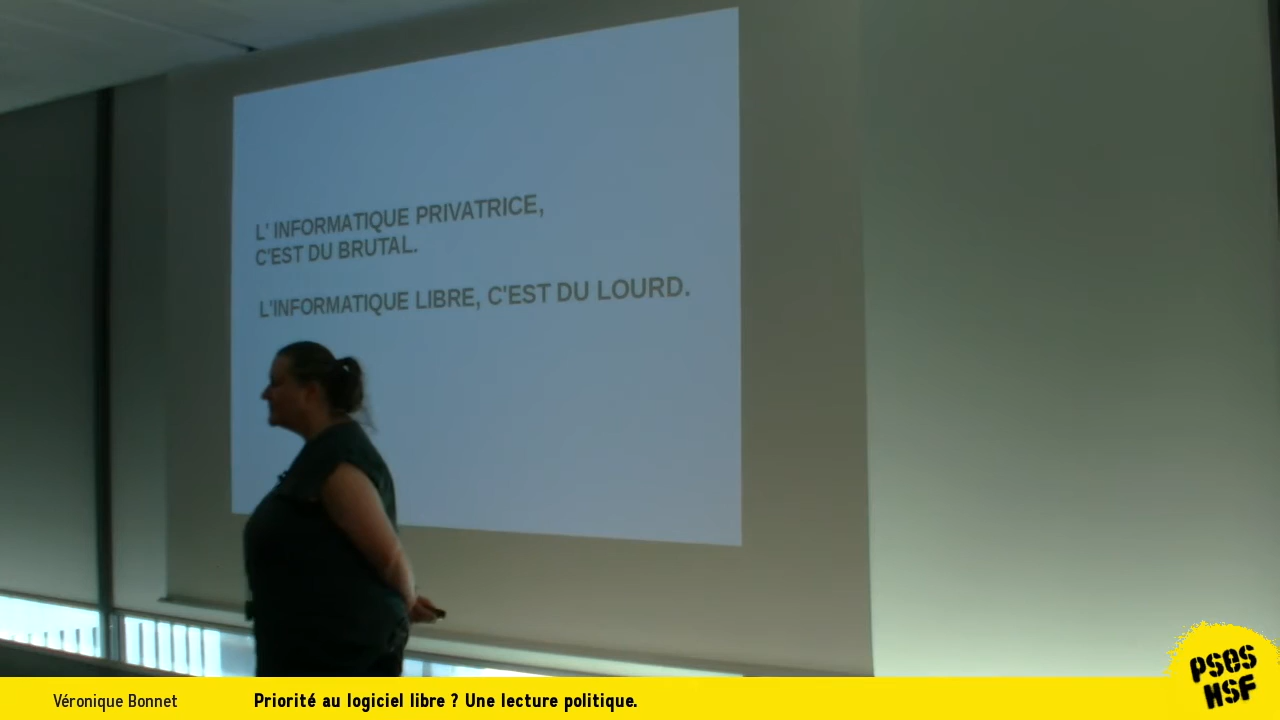 L' INFORMATIQUE PRIVATRICE,
C'EST DU BRUTAL.
L'INFORMATIQUE LIBRE, C'EST DU LOURD.
Véronique Bonnet
Priorité au logiciel libre ? Une lecture politique.
PSES
HSF